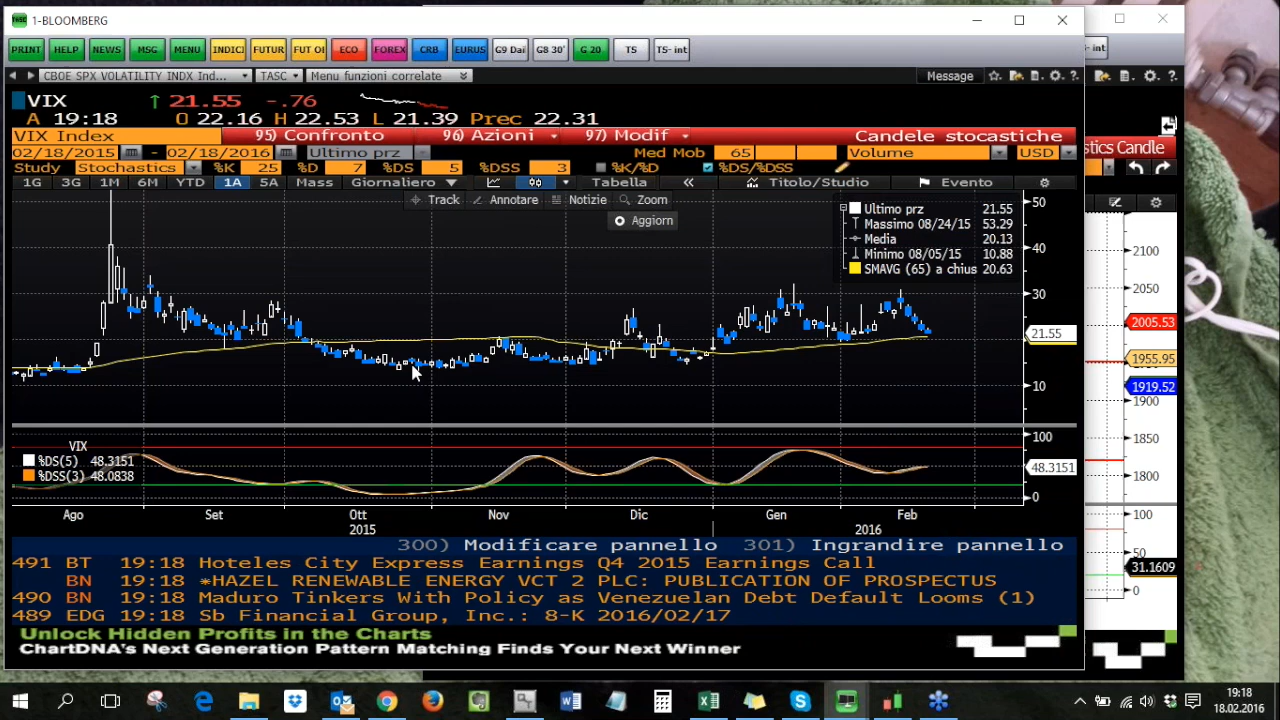 1-BLOOMBERG
PRINT HELP NEWS MSG MENU INDICI FUTUR FUT OI ECO FOREX CRB EURUS G9 Dai G8 30' G 20 TS TS- int
CBOE SPX VOLATILITY INDX Ind... TASC Menu funzioni correlate Message
VIX ↑ 21.55 -.76
A 19:18 O 22.16 H 22.53 L 21.39 Prec 22.31
VIX Index 95) Confronto 96) Azioni 97) Modif Candele stocastiche
02/18/2015 - 02/18/2016 Ultimo prz Med Mob 65 Volume USD
Study Stochastics %K 25 %D 7 %DS 5 %DSS 3 %K/%D %DS/%DSS
1G 3G 1M 6M YTD 1A 5A Mass Giornaliero Tabella « Titolo/Studio Evento
Track Annotare Notizie Zoom
Aggiorn
Ultimo prz 21.55
Massimo 08/24/15 53.29
Media 20.13
Minimo 08/05/15 10.88
SMAVG (65) a chius 20.63
50
40
30
21.55
10
VIX
%DS(5) 48.3151
%DSS(3) 48.0838
100
48.3151
0
Ago Set Ott Nov Dic Gen Feb
2015 2016
300) Modificare pannello 301) Ingrandire pannello
491 BT 19:18 Hoteles City Express Earnings Q4 2015 Earnings Call
BN 19:18 *HAZEL RENEWABLE ENERGY VCT 2 PLC: PUBLICATION OF PROSPECTUS
490 BN 19:18 Maduro Tinkers With Policy as Venezuelan Debt Default Looms (1)
489 EDG 19:18 Sb Financial Group, Inc.: 8-K 2016/02/17
Unlock Hidden Profits in the Charts
ChartDNA's Next Generation Pattern Matching Finds Your Next Winner
- int
stics Candle
2100
2050
2005.53
1955.95
1919.52
1900
1850
1800
100
50
31.1609
0
19:18
18.02.2016